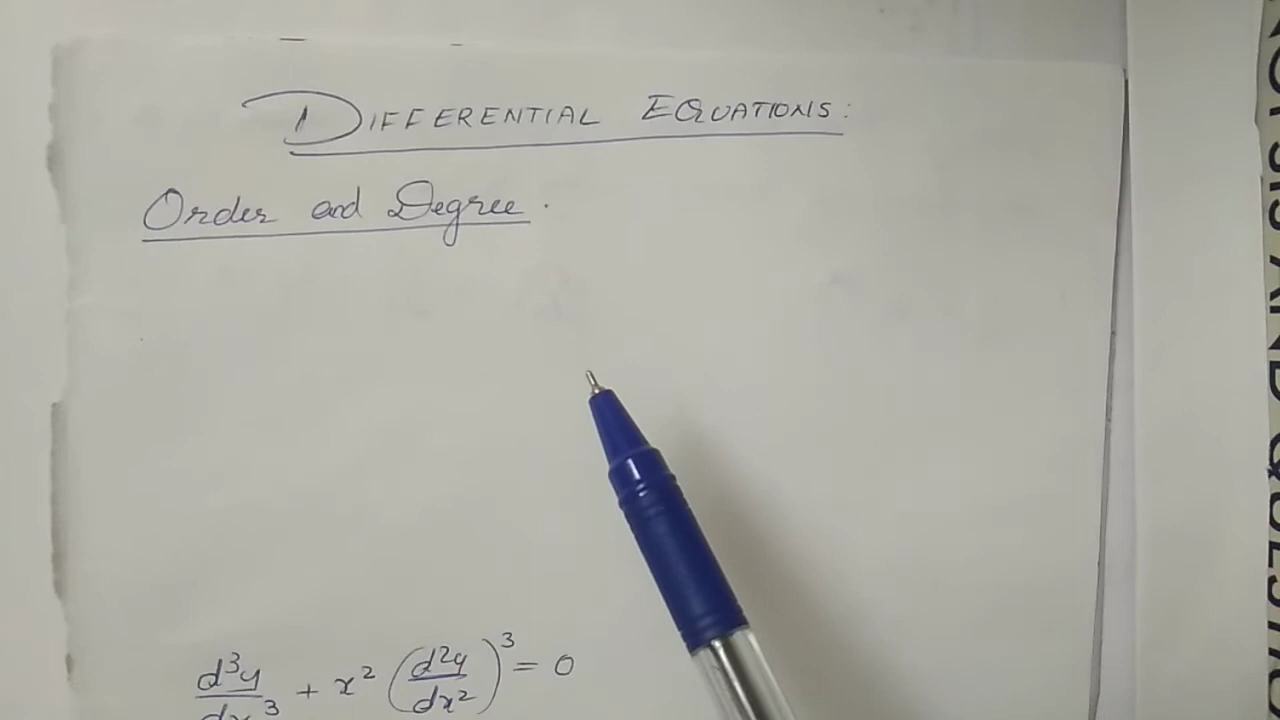 DIFFERENTIAL EQUATIONS:
Order and Degree.
d³y/dx³ + x² (d²y/dx²)³ = 0